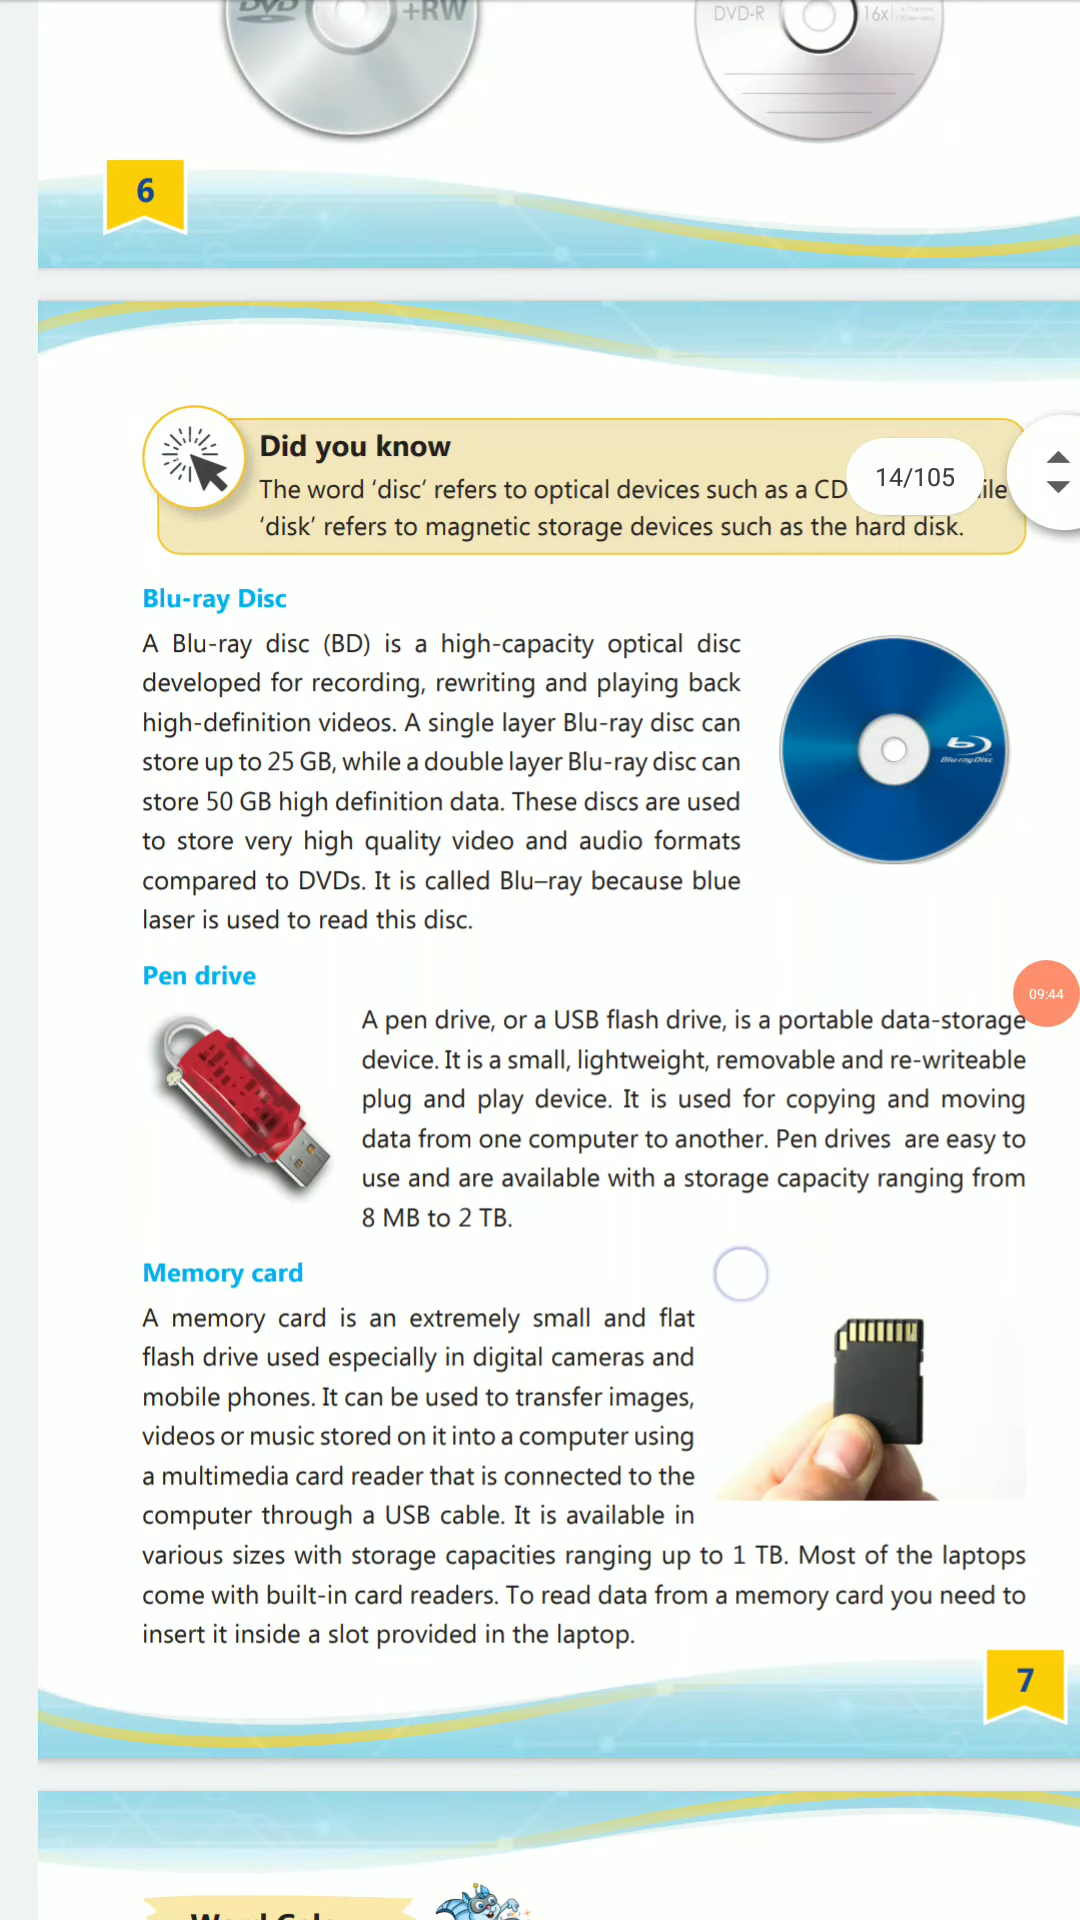 +RW
DVD-R
16x
6
Did you know
The word ‘disc’ refers to optical devices such as a CD
‘disk’ refers to magnetic storage devices such as the hard disk.
14/105
Blu-ray Disc
A Blu-ray disc (BD) is a high-capacity optical disc
developed for recording, rewriting and playing back
high-definition videos. A single layer Blu-ray disc can
store up to 25 GB, while a double layer Blu-ray disc can
store 50 GB high definition data. These discs are used
to store very high quality video and audio formats
compared to DVDs. It is called Blu–ray because blue
laser is used to read this disc.
Blu-ray Disc
Pen drive
09:44
A pen drive, or a USB flash drive, is a portable data-storage
device. It is a small, lightweight, removable and re-writeable
plug and play device. It is used for copying and moving
data from one computer to another. Pen drives are easy to
use and are available with a storage capacity ranging from
8 MB to 2 TB.
Memory card
A memory card is an extremely small and flat
flash drive used especially in digital cameras and
mobile phones. It can be used to transfer images,
videos or music stored on it into a computer using
a multimedia card reader that is connected to the
computer through a USB cable. It is available in
various sizes with storage capacities ranging up to 1 TB. Most of the laptops
come with built-in card readers. To read data from a memory card you need to
insert it inside a slot provided in the laptop.
7